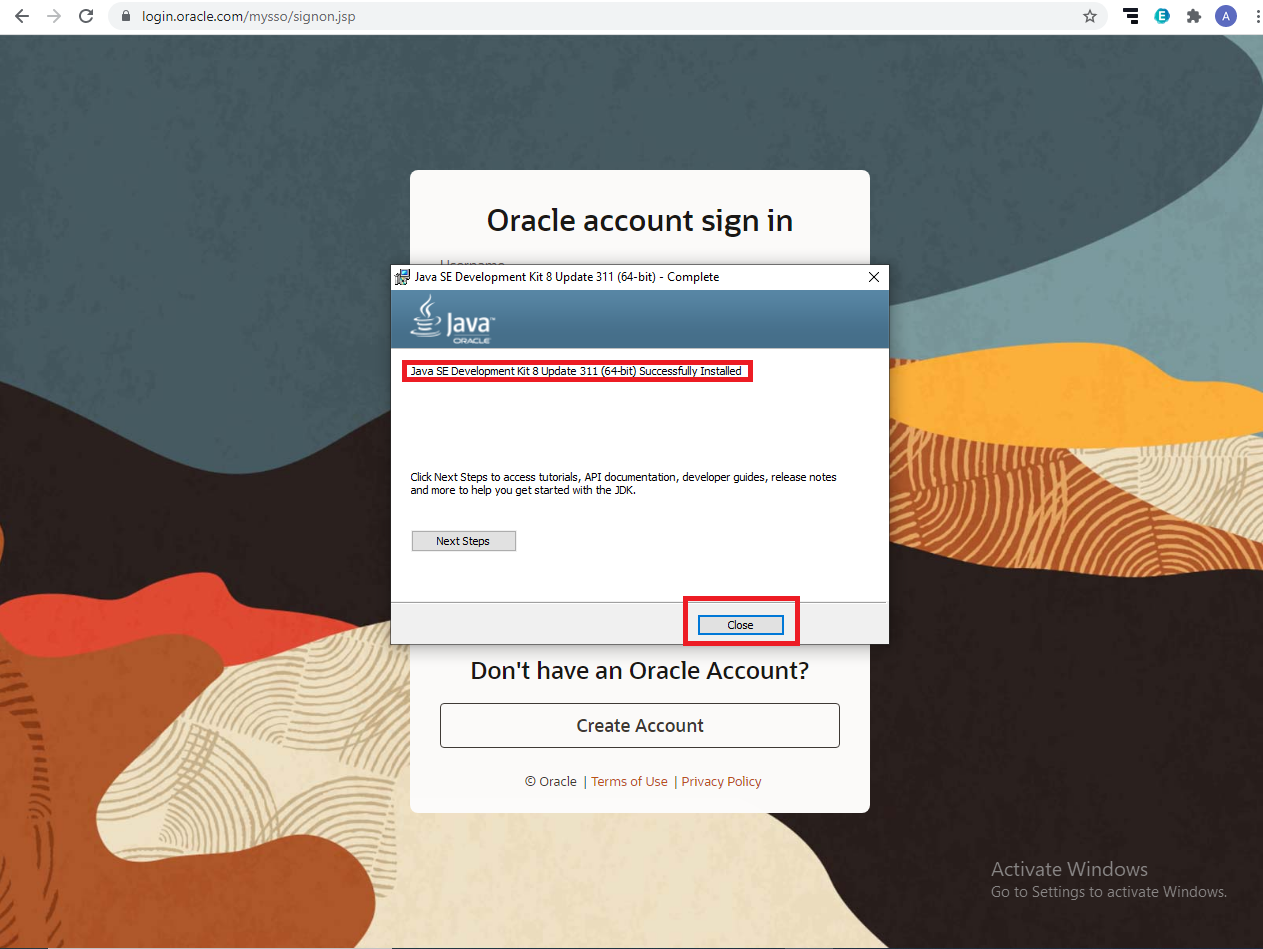 login.oracle.com/mysso/signon.jsp
E
A
Oracle account sign in
Username
Java SE Development Kit 8 Update 311 (64-bit) - Complete
Java™
ORACLE
Java SE Development Kit 8 Update 311 (64-bit) Successfully Installed
Click Next Steps to access tutorials, API documentation, developer guides, release notes
and more to help you get started with the JDK.
Next Steps
Close
Don't have an Oracle Account?
Create Account
© Oracle | Terms of Use | Privacy Policy
Activate Windows
Go to Settings to activate Windows.